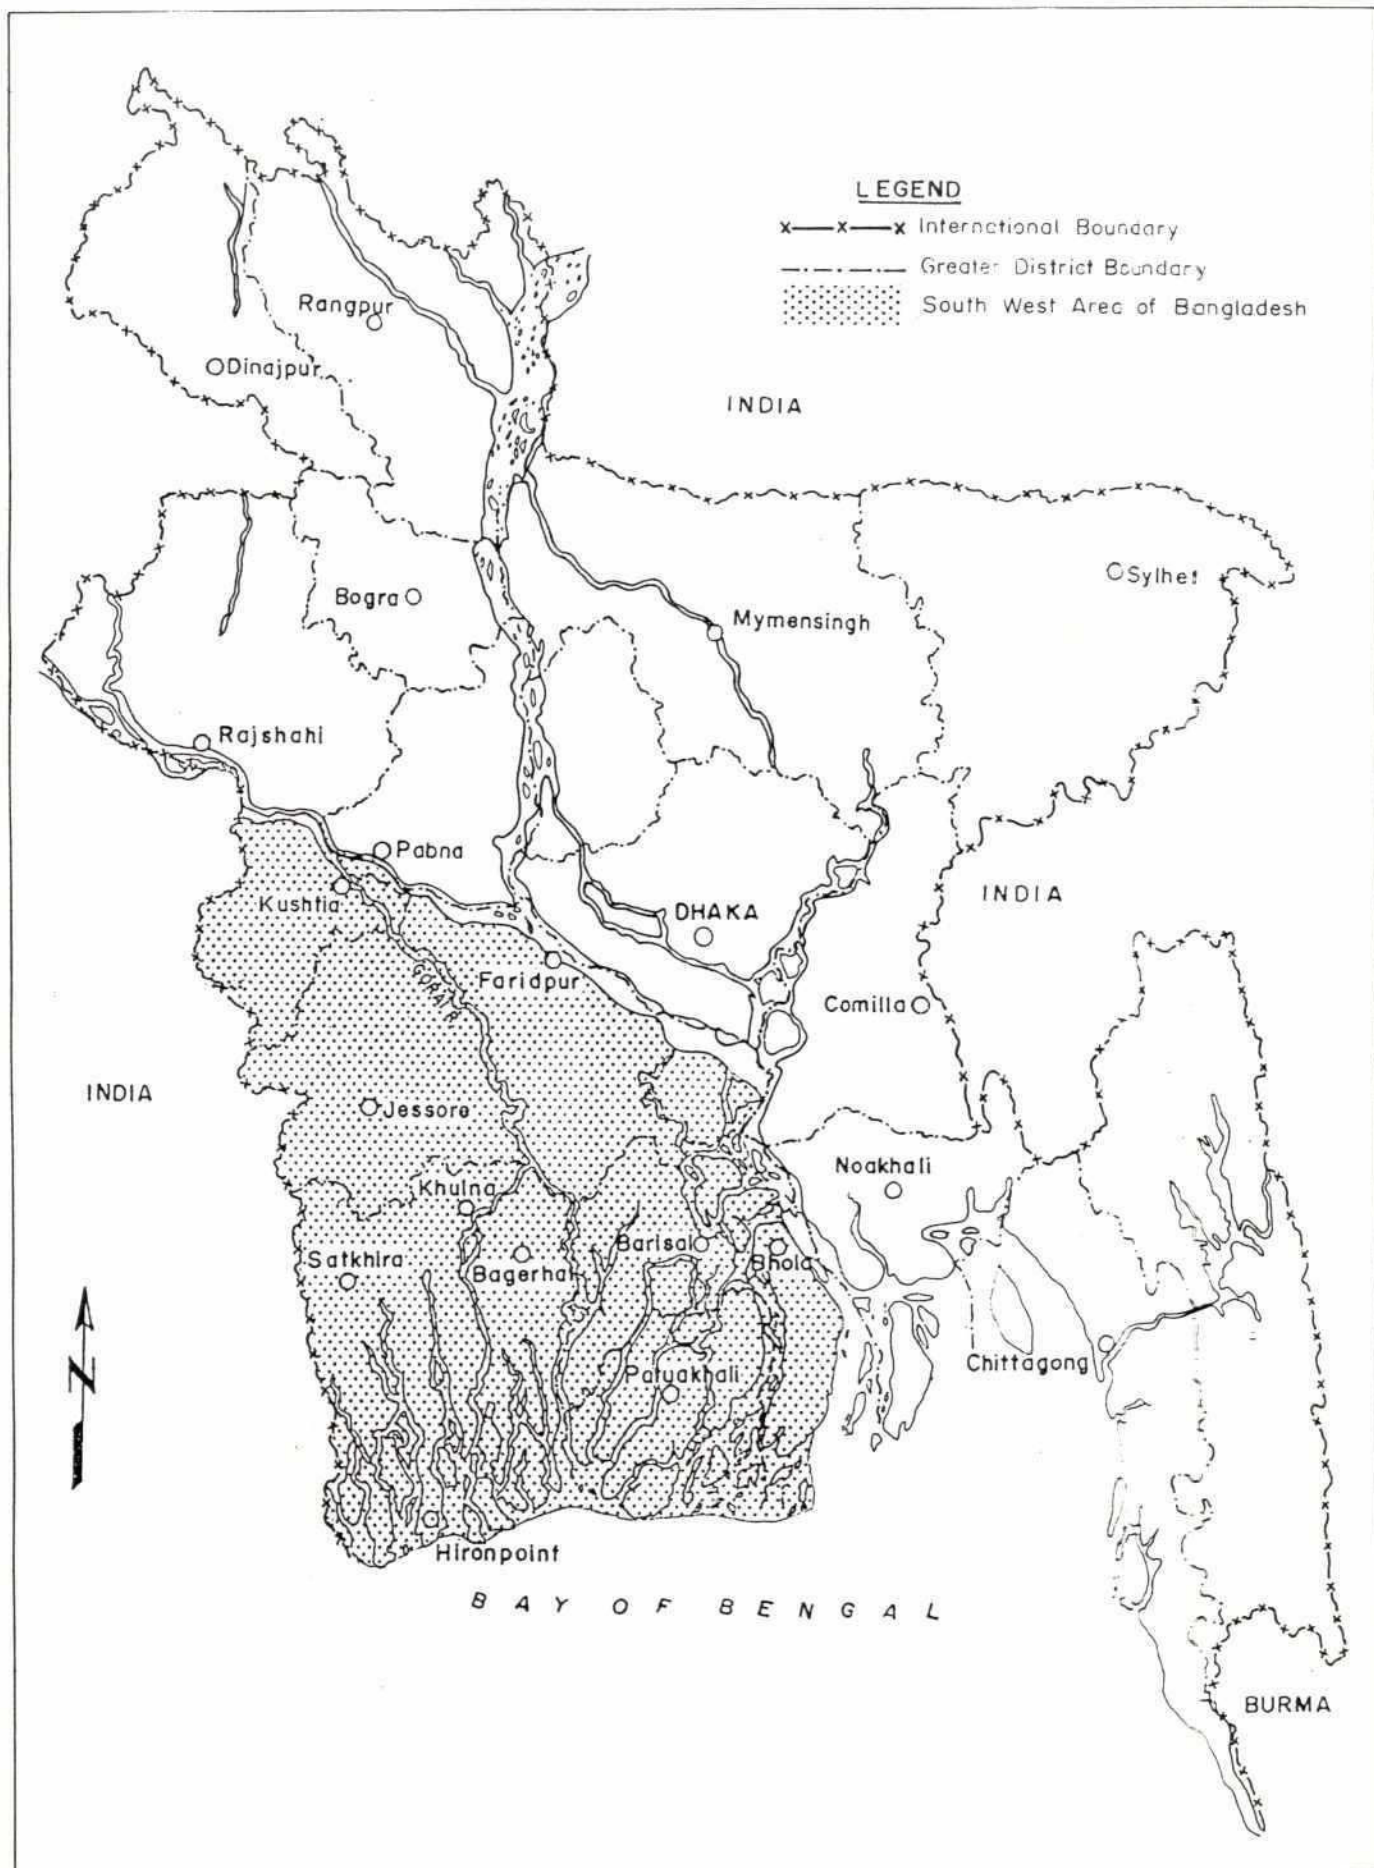 LEGEND
x—x—x International Boundary
Greater District Boundary
South West Area of Bangladesh
Rangpur
Dinajpur
INDIA
Sylhet
Bogra
Mymensingh
Rajshahi
Pabna
Kushtia
DHAKA
INDIA
Faridpur
GORAI R.
Comilla
INDIA
Jessore
Noakhali
Khulna
Satkhira
Bagerhat
Barisal
Bhola
Chittagong
Patuakhali
N
Hironpoint
BAY OF BENGAL
BURMA